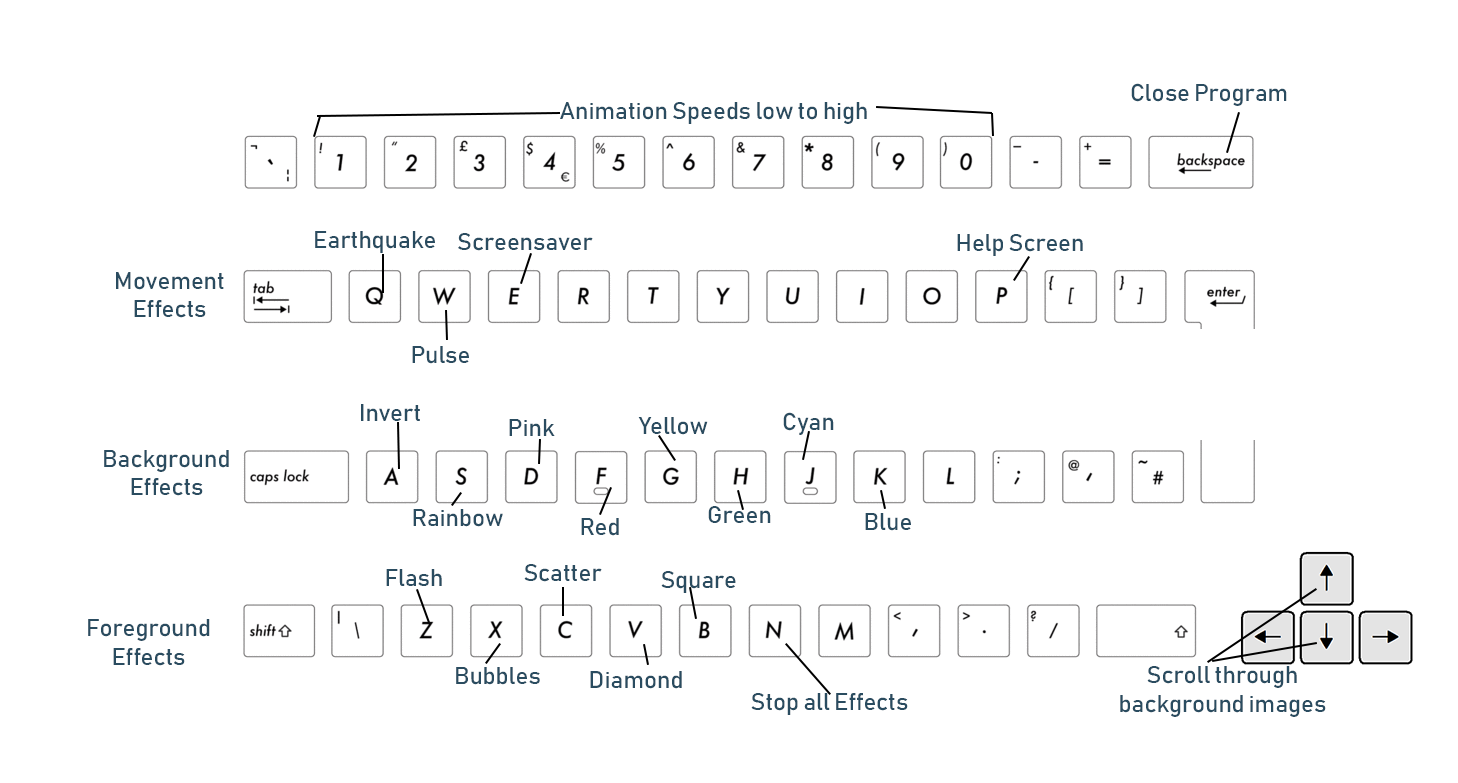 Close Program
Animation Speeds low to high
¬ ` ¦ ! 1 " 2 £ 3 $ 4 € % 5 ^ 6 & 7 * 8 ( 9 ) 0 _ - + = backspace
Earthquake Screensaver Help Screen
Movement
Effects
tab Q W E R T Y U I O P { [ } ] enter
Pulse
Invert Pink Yellow Cyan
Background
Effects
caps lock A S D F G H J K L : ; @ ' ~ #
Rainbow Red Green Blue
Flash Scatter Square
Foreground
Effects
shift | \ Z X C V B N M < , > . ? /
Bubbles Diamond
Stop all Effects
Scroll through
background images